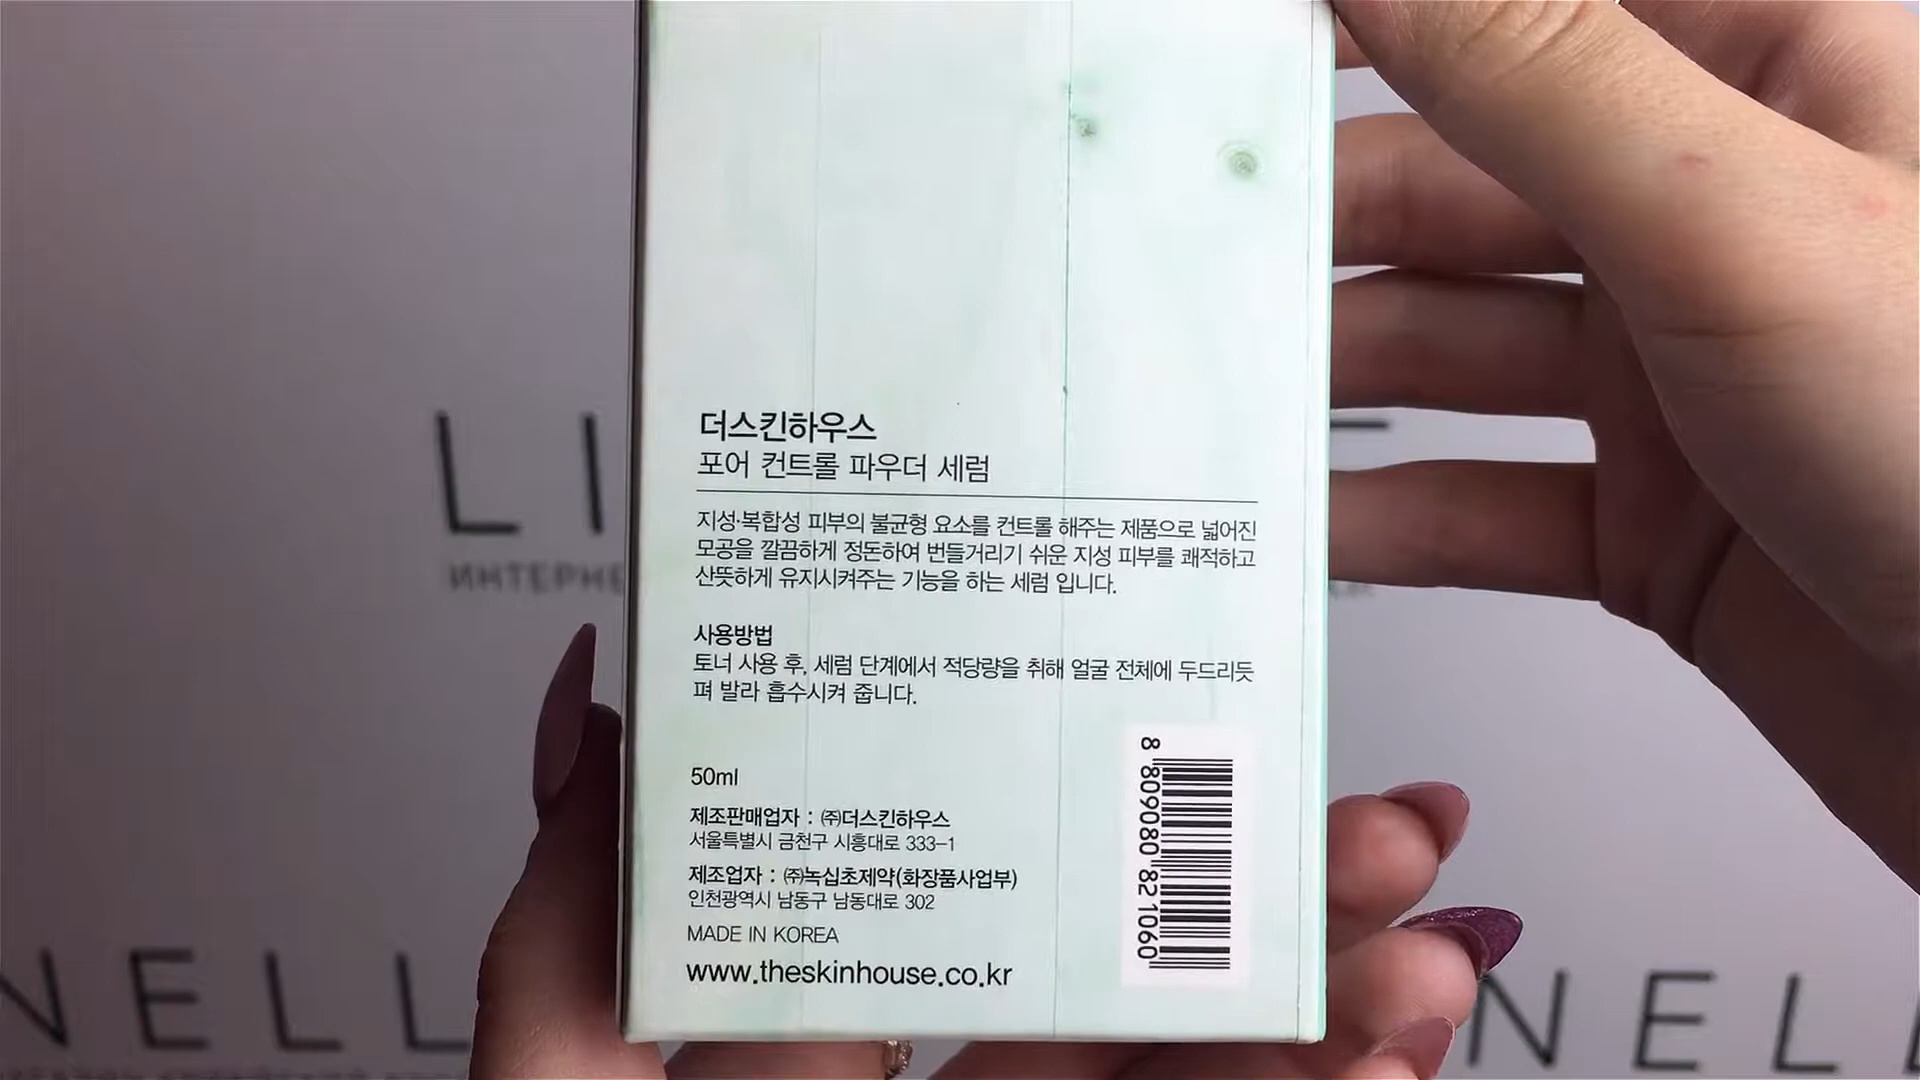 더스킨하우스
포어 컨트롤 파우더 세럼
지성·복합성 피부의 불균형 요소를 컨트롤 해주는 제품으로 넓어진
모공을 깔끔하게 정돈하여 번들거리기 쉬운 지성 피부를 쾌적하고
산뜻하게 유지시켜주는 기능을 하는 세럼 입니다.
사용방법
토너 사용 후, 세럼 단계에서 적당량을 취해 얼굴 전체에 두드리듯
펴 발라 흡수시켜 줍니다.
50ml
제조판매업자 : ㈜더스킨하우스
서울특별시 금천구 시흥대로 333-1
제조업자 : ㈜녹십초제약(화장품사업부)
인천광역시 남동구 남동대로 302
MADE IN KOREA
www.theskinhouse.co.kr
8 809080 821060
LI
ИНТЕРНЕ
NELL
NELL